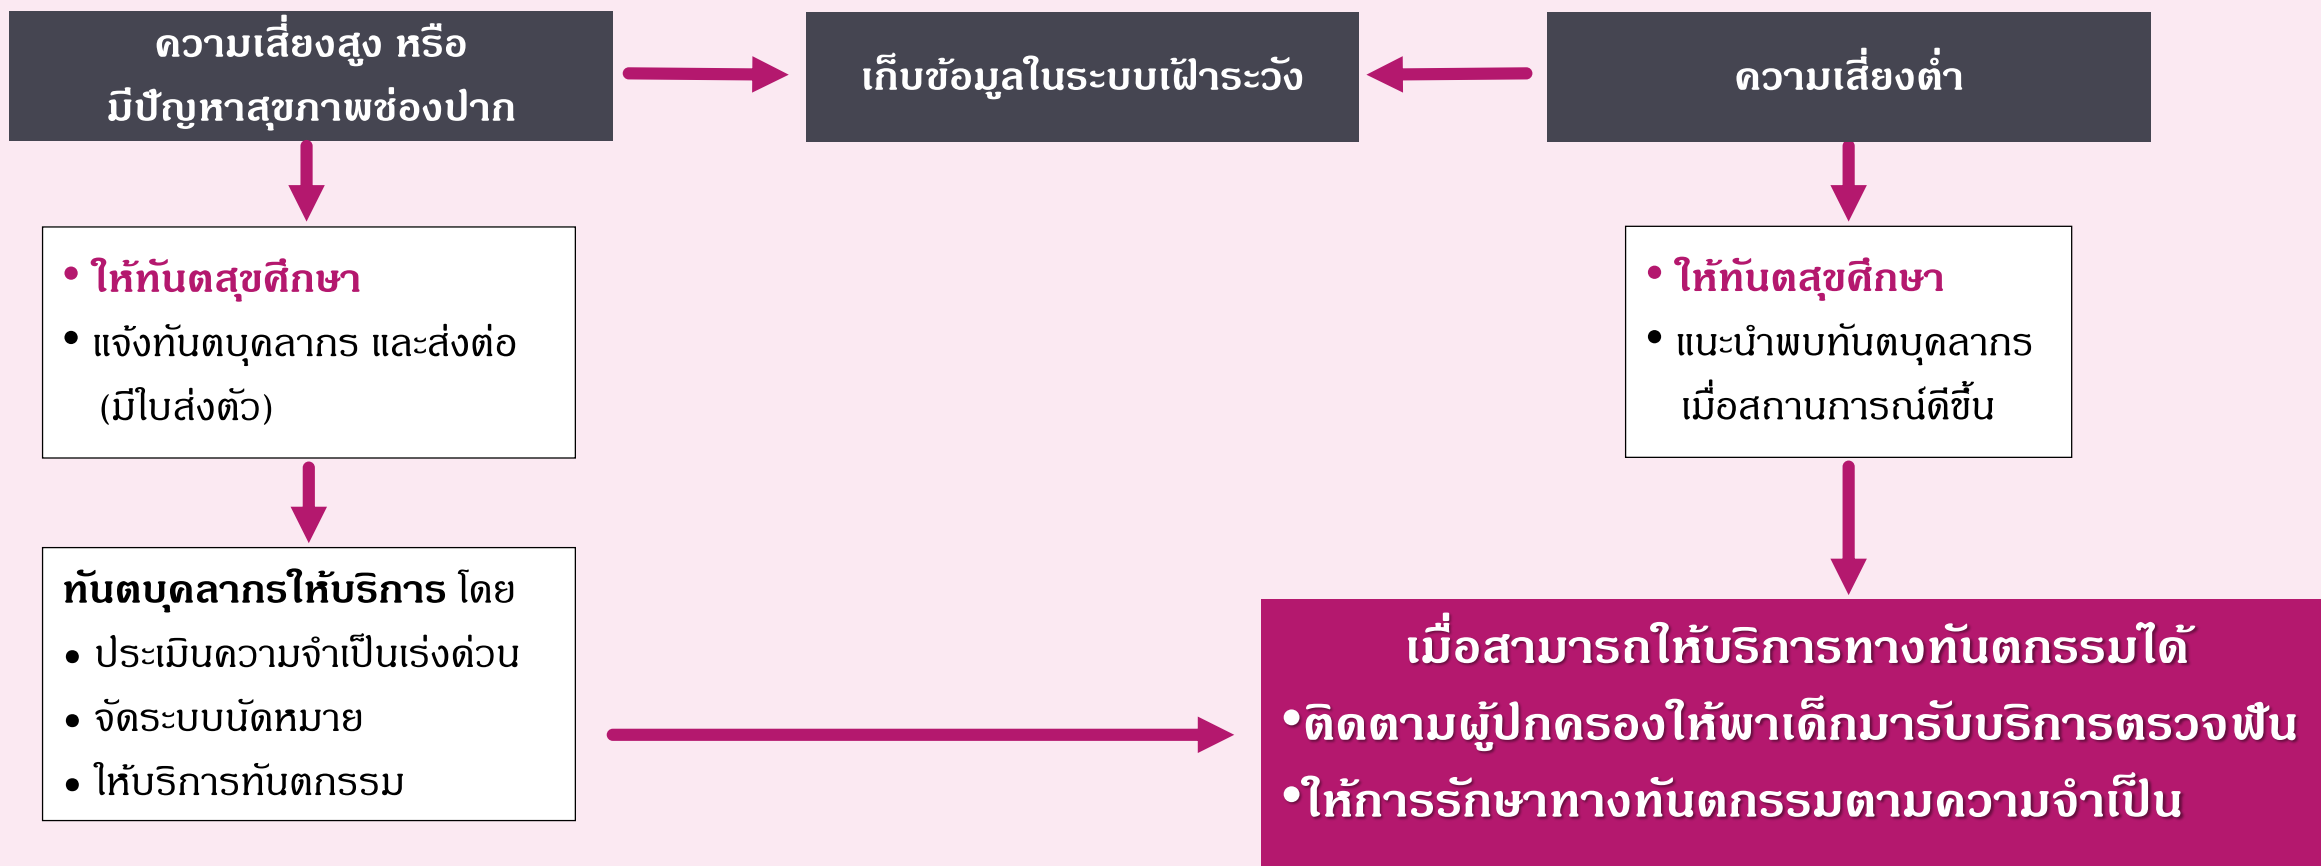 ความเสี่ยงสูง หรือ
มีปัญหาสุขภาพช่องปาก
เก็บข้อมูลในระบบเฝ้าระวัง
ความเสี่ยงต่ำ
• ให้ทันตสุขศึกษา
• แจ้งทันตบุคลากร และส่งต่อ
(มีใบส่งตัว)
• ให้ทันตสุขศึกษา
• แนะนำพบทันตบุคลากร
เมื่อสถานการณ์ดีขึ้น
ทันตบุคลากรให้บริการ โดย
• ประเมินความจำเป็นเร่งด่วน
• จัดระบบนัดหมาย
• ให้บริการทันตกรรม
เมื่อสามารถให้บริการทางทันตกรรมได้
•ติดตามผู้ปกครองให้พาเด็กมารับบริการตรวจฟัน
•ให้การรักษาทางทันตกรรมตามความจำเป็น